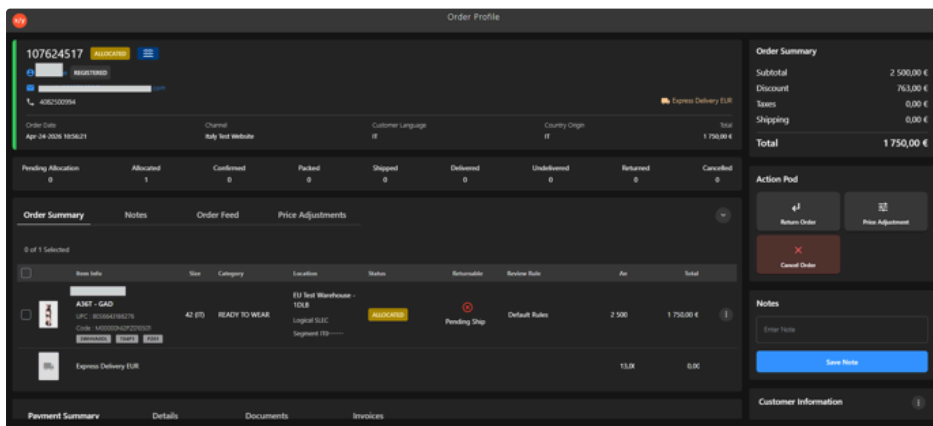 Order Profile
107624517 ALLOCATED
REGISTERED
.com
4082500994
Express Delivery EUR
Order Date Channel Customer Language Country Origin Total
Apr-24-2026 10:56:21 Italy Test Website IT IT 1 750,00 €
Pending Allocation Allocated Confirmed Packed Shipped Delivered Undelivered Returned Cancelled
0 1 0 0 0 0 0 0 0
Order Summary Notes Order Feed Price Adjustments
0 of 1 Selected
Item Info Size Category Location Status Returnable Review Rule Total
A36T - GAD
UPC :
Code :
42 (IT) READY TO WEAR
EU Test Warehouse - 1DLB
Logical SLEC
ALLOCATED
Pending Ship
Default Rules
2 500 1 750,00 €
Express Delivery EUR 13,0( 0,0(
Payment Summary Details Documents Invoices
Order Summary
Subtotal 2 500,00 €
Discount 763,00 €
Taxes 0,00 €
Shipping 0,00 €
Total 1 750,00 €
Action Pod
Return Order Price Adjustment
Cancel Order
Notes
Enter Note
Save Note
Customer Information